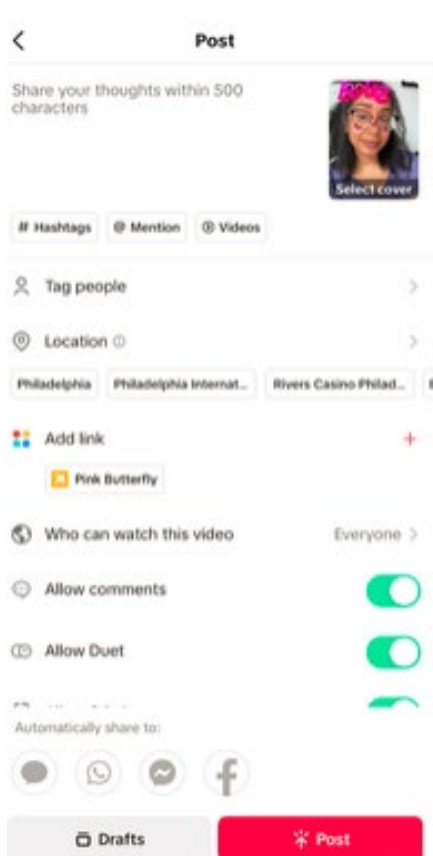 Post
Share your thoughts within 500
characters
Select cover
# Hashtags @ Mention Videos
Tag people
Location
Philadelphia Philadelphia Internat... Rivers Casino Philad...
Add link
Pink Butterfly
Who can watch this video Everyone
Allow comments
Allow Duet
Automatically share to:
Drafts Post